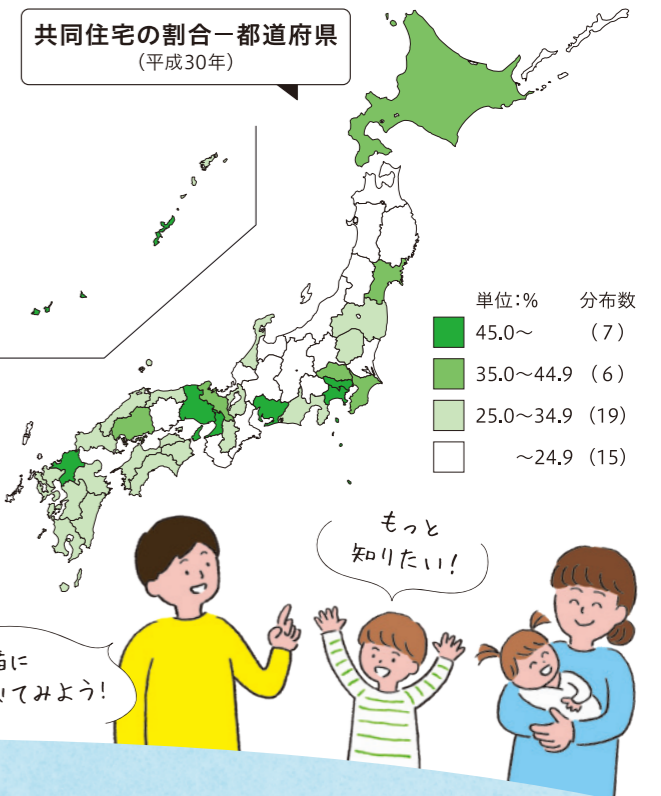 共同住宅の割合－都道府県
（平成30年）
単位：% 分布数
45.0～ （7）
35.0～44.9 （6）
25.0～34.9 （19）
～24.9 （15）
もっと
知りたい！
に
てみよう！